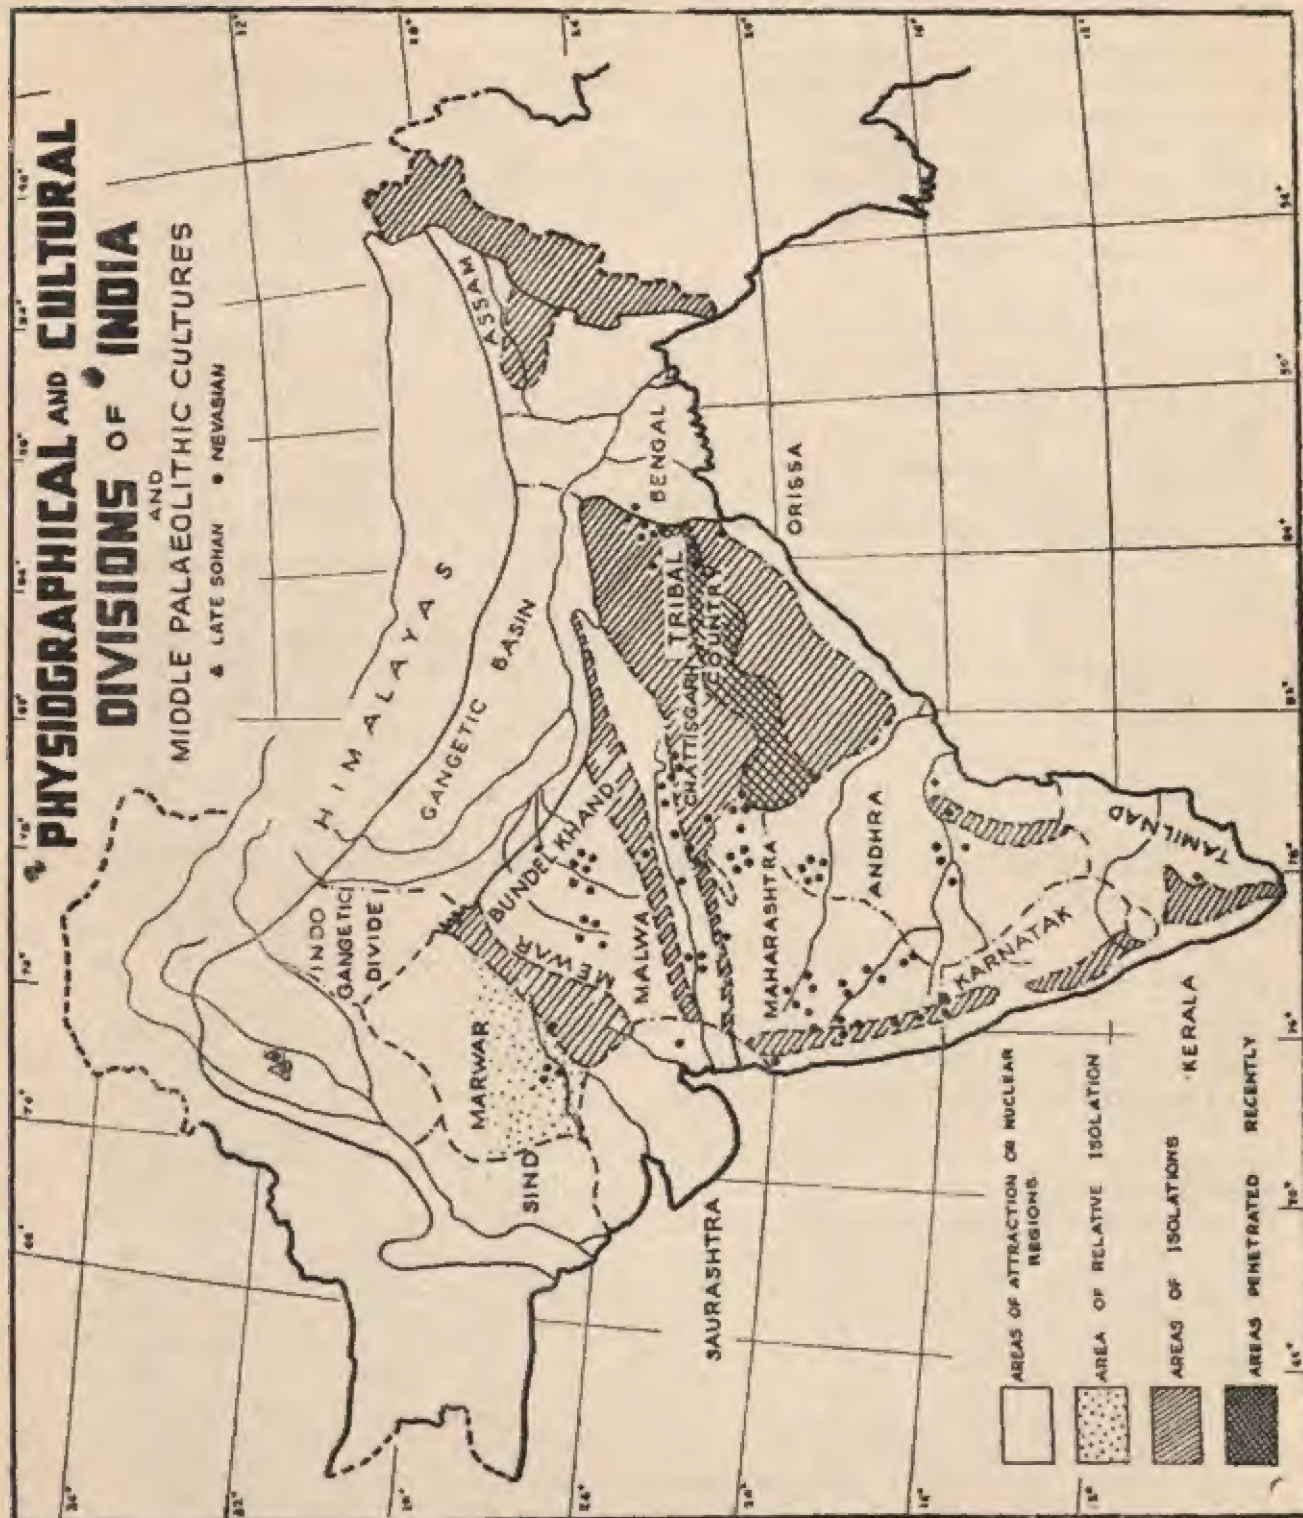 PHYSIOGRAPHICAL AND CULTURAL
DIVISIONS OF INDIA
AND
MIDDLE PALAEOLITHIC CULTURES
& LATE SOHAN • NEVASIAN
HIMALAYAS
ASSAM
INDO
GANGETIC
DIVIDE
GANGETIC BASIN
MARWAR
SIND
MEWAR
BUNDELKHAND
MALWA
BENGAL
TRIBAL
COUNTRY
CHATTISGARH
ORISSA
SAURASHTRA
MAHARASHTRA
ANDHRA
KARNATAK
TAMILNAD
KERALA
AREAS OF ATTRACTION OR NUCLEAR
REGIONS
AREA OF RELATIVE ISOLATION
AREAS OF ISOLATIONS
AREAS PENETRATED RECENTLY